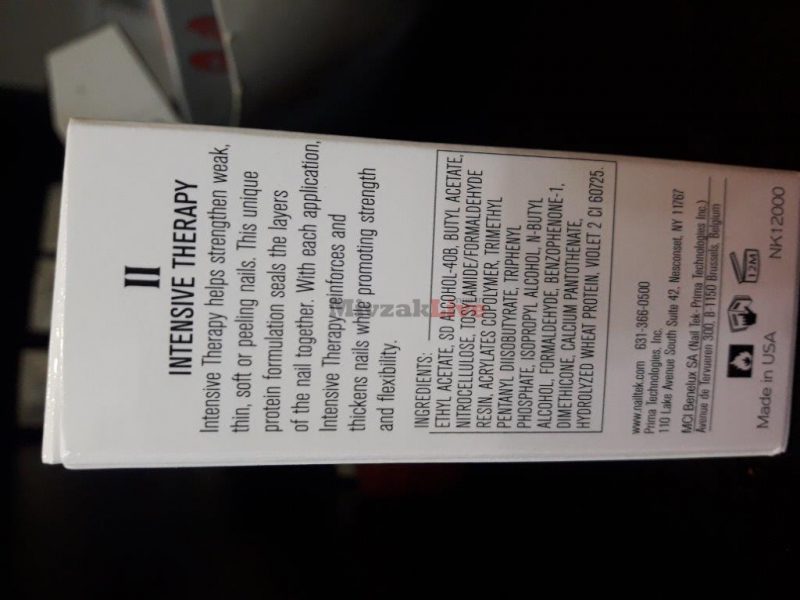 II
INTENSIVE THERAPY
Intensive Therapy helps strengthen weak,
thin, soft or peeling nails. This unique
protein formulation seals the layers
of the nail together. With each application,
Intensive Therapy reinforces and
thickens nails while promoting strength
and flexibility.
INGREDIENTS:
ETHYL ACETATE, SD ALCOHOL-40B, BUTYL ACETATE,
NITROCELLULOSE, TOSYLAMIDE/FORMALDEHYDE
RESIN, ACRYLATES COPOLYMER, TRIMETHYL
PENTANYL DIISOBUTYRATE, TRIPHENYL
PHOSPHATE, ISOPROPYL ALCOHOL, N-BUTYL
ALCOHOL, FORMALDEHYDE, BENZOPHENONE-1,
DIMETHICONE, CALCIUM PANTOTHENATE,
HYDROLYZED WHEAT PROTEIN, VIOLET 2 CI 60725.
www.nailtek.com 631-366-0500
Prima Technologies, Inc.
110 Lake Avenue South Suite 42, Nesconset, NY 11767
MCI Benelux SA (Nail Tek-Prima Technologies Inc.)
Avenue de Tervueren 300, B-1150 Brussels, Belgium
12M
Made in USA
NK12000
MivzakLive